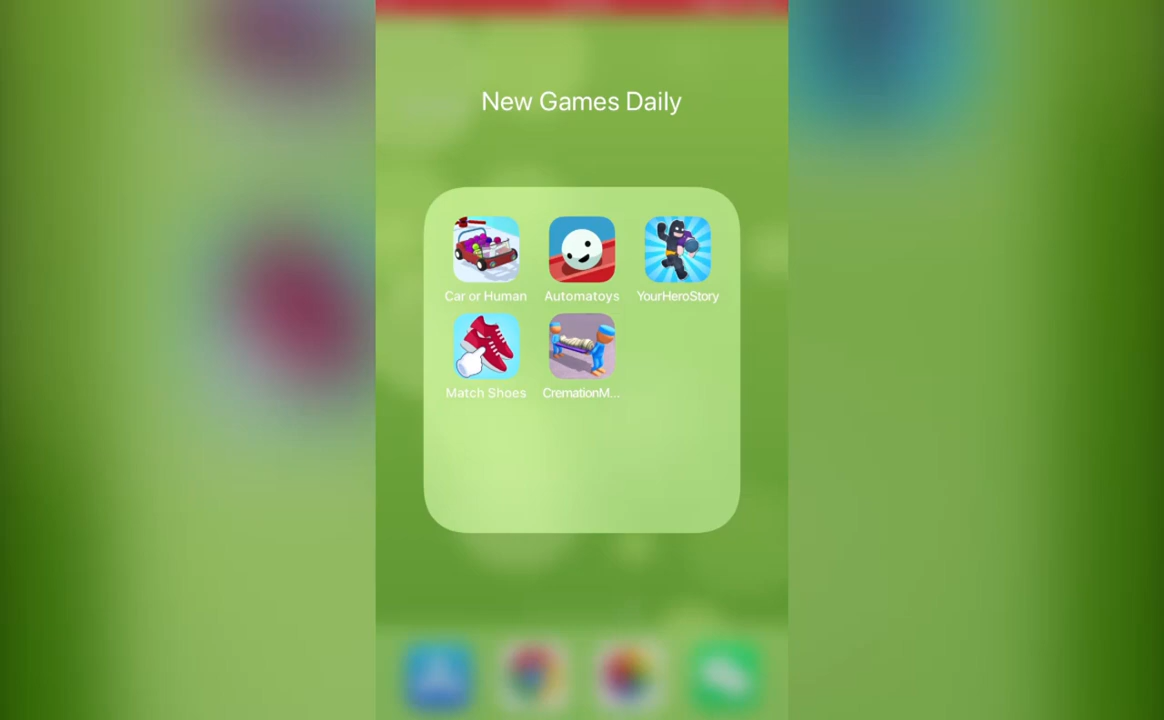 New Games Daily
Car or Human
Automatoys
YourHeroStory
Match Shoes
CremationM...